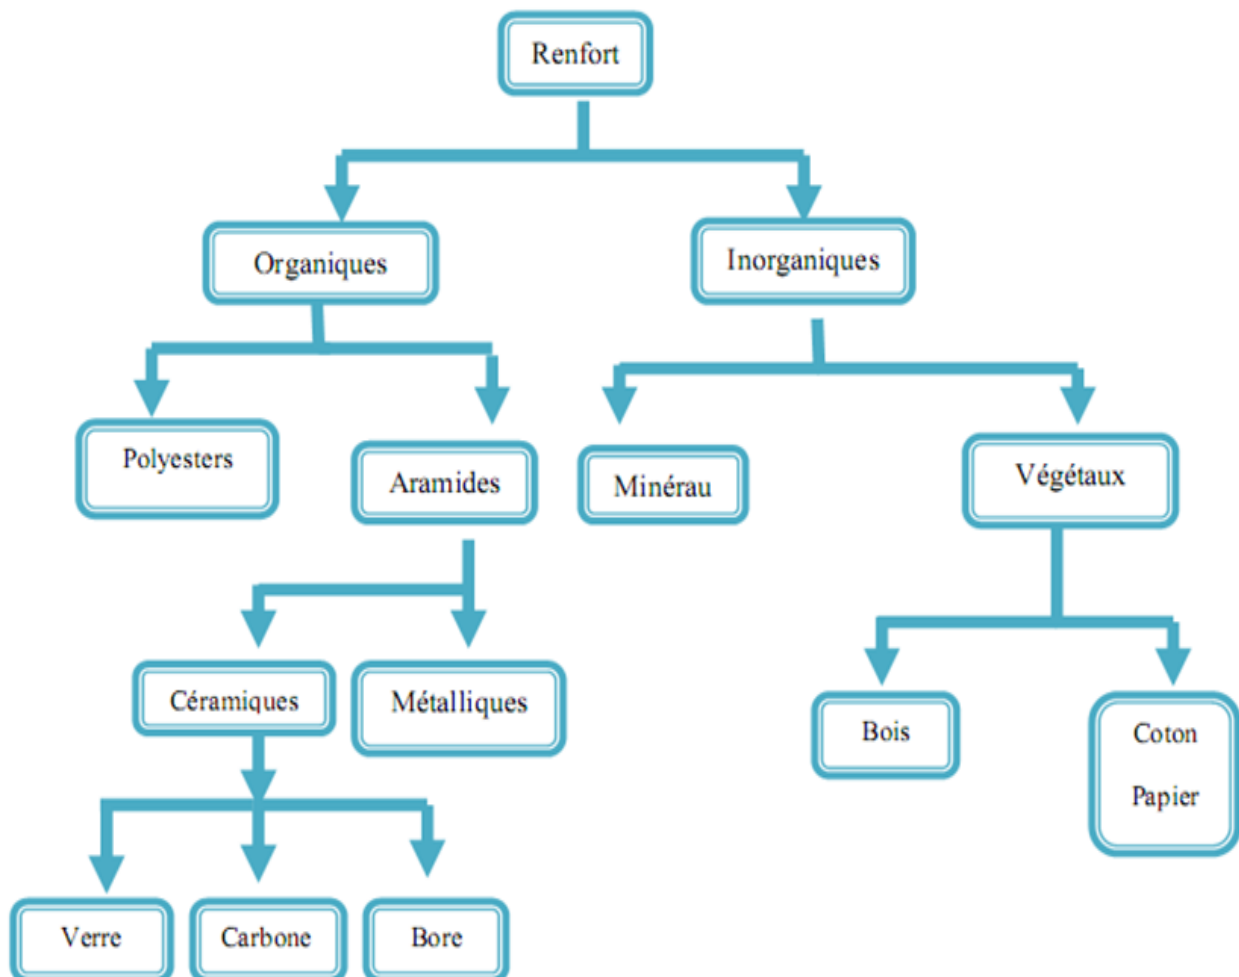 Renfort
Organiques
Inorganiques
Polyesters
Aramides
Minérau
Végétaux
Céramiques
Métalliques
Bois
Coton
Papier
Verre
Carbone
Bore